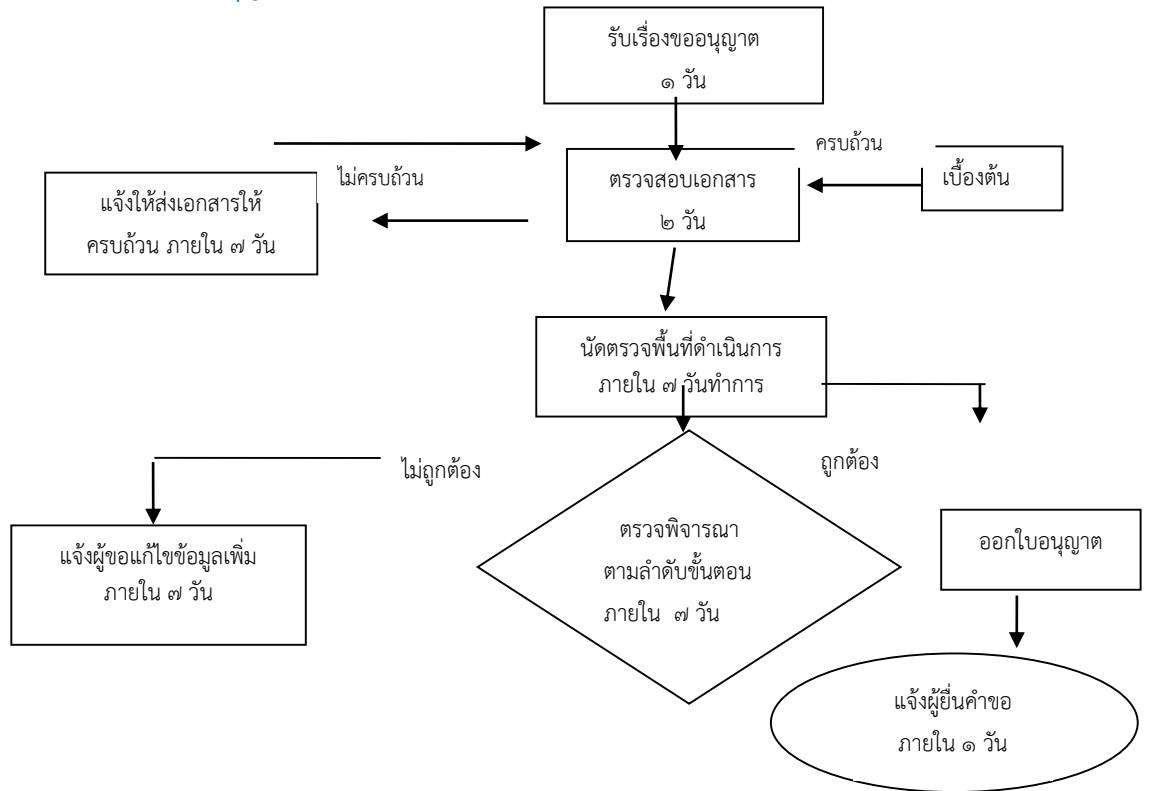 รับเรื่องขออนุญาต
๑ วัน
ครบถ้วน
ไม่ครบถ้วน
ตรวจสอบเอกสาร
๒ วัน
เบื้องต้น
แจ้งให้ส่งเอกสารให้
ครบถ้วน ภายใน ๗ วัน
นัดตรวจพื้นที่ดำเนินการ
ภายใน ๗ วันทำการ
ไม่ถูกต้อง
ถูกต้อง
ตรวจพิจารณา
ตามลำดับขั้นตอน
ภายใน ๗ วัน
แจ้งผู้ขอแก้ไขข้อมูลเพิ่ม
ภายใน ๗ วัน
ออกใบอนุญาต
แจ้งผู้ยื่นคำขอ
ภายใน ๑ วัน